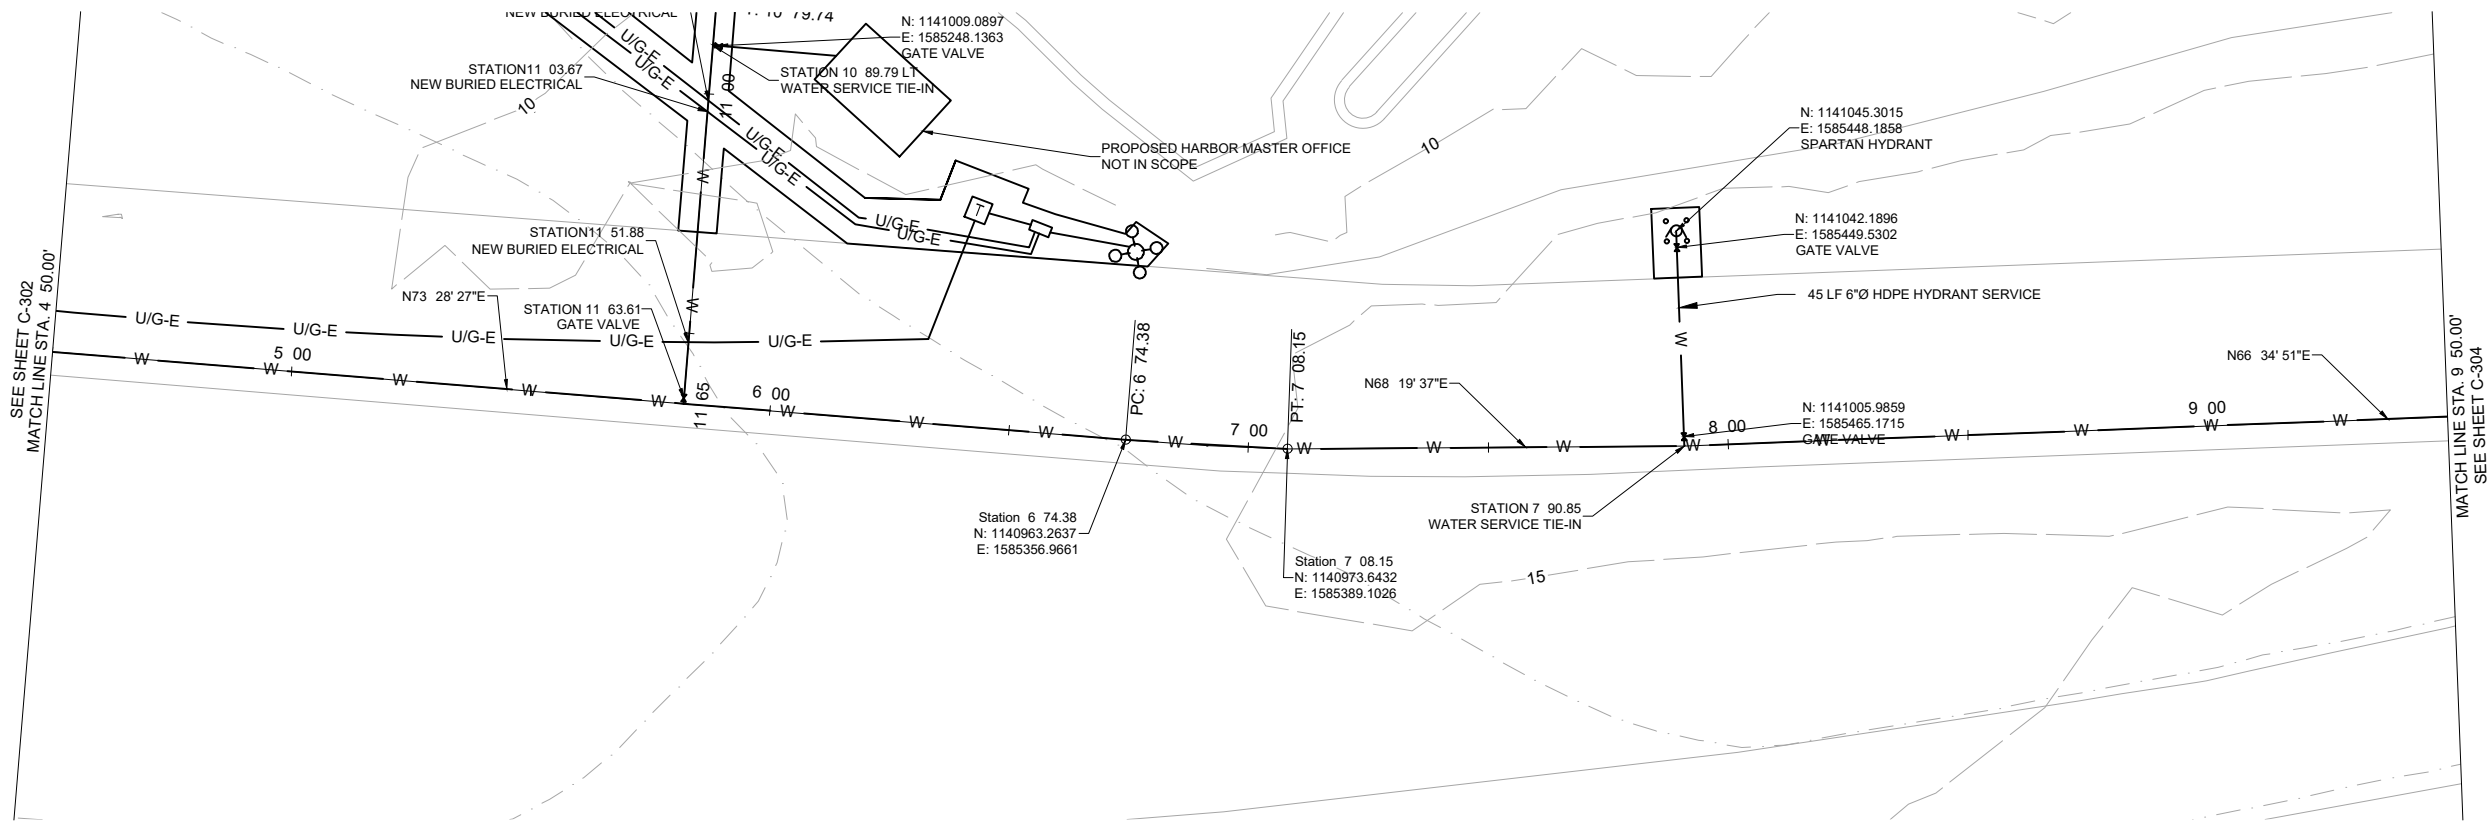 NEW BURIED ELECTRICAL
10 79.74
N: 1141009.0897
E: 1585248.1363
GATE VALVE
U/G-E
U/G-E
STATION11 03.67
NEW BURIED ELECTRICAL
STATION 10 89.79 LT
WATER SERVICE TIE-IN
11 00
10
U/G-E
U/G-E
PROPOSED HARBOR MASTER OFFICE
NOT IN SCOPE
10
N: 1141045.3015
E: 1585448.1858
SPARTAN HYDRANT
W
T
U/G-E
U/G-E
N: 1141042.1896
E: 1585449.5302
GATE VALVE
STATION11 51.88
NEW BURIED ELECTRICAL
SEE SHEET C-302
MATCH LINE STA. 4 50.00'
N73 28' 27"E
STATION 11 63.61
GATE VALVE
W
45 LF 6"Ø HDPE HYDRANT SERVICE
U/G-E
U/G-E
U/G-E
U/G-E
U/G-E
W
PC: 6 74.38
PT: 7 08.15
W
5 00
W
W
W
W
11 65
6 00
W
W
W
W
7 00
W
W
W
W
8 00
W
W
W
9 00
W
W
N68 19' 37"E
N: 1141005.9859
E: 1585465.1715
GATE VALVE
N66 34' 51"E
MATCH LINE STA. 9 50.00'
SEE SHEET C-304
Station 6 74.38
N: 1140963.2637
E: 1585356.9661
STATION 7 90.85
WATER SERVICE TIE-IN
Station 7 08.15
N: 1140973.6432
E: 1585389.1026
15